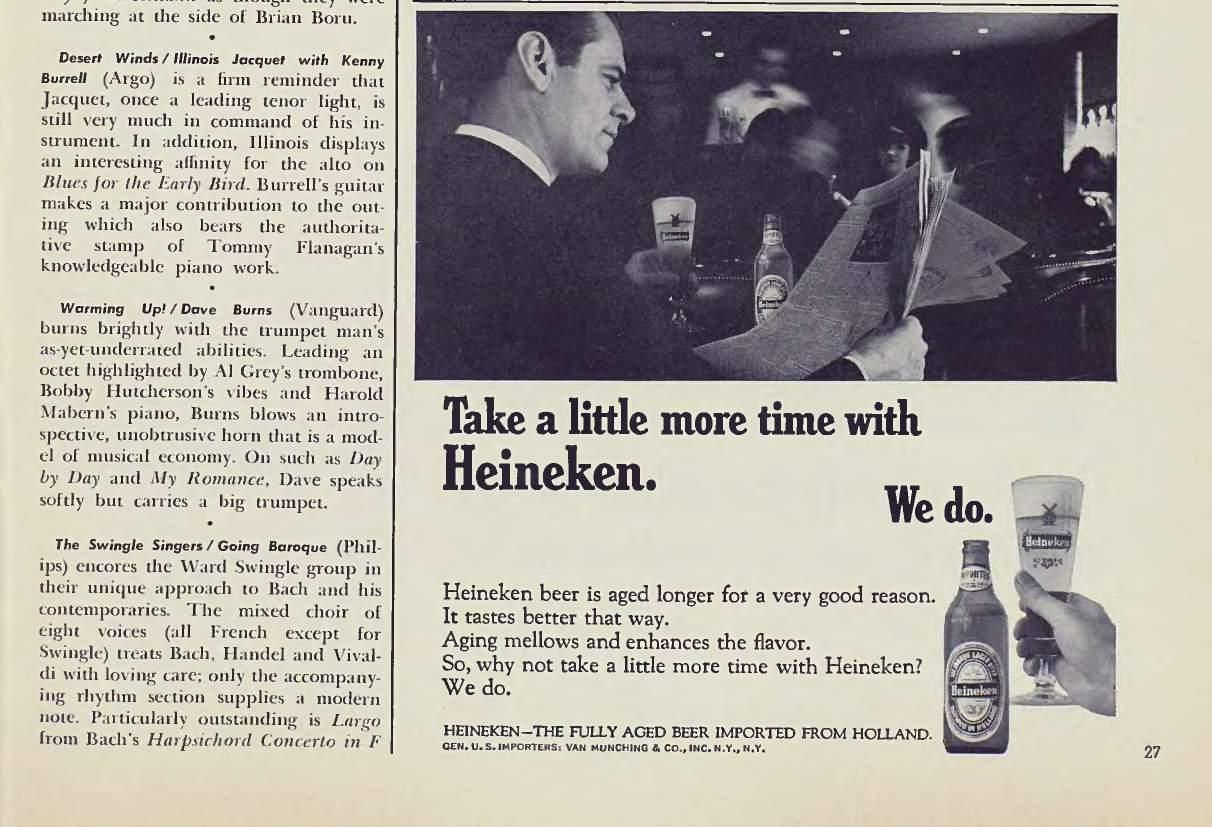 marching at the side of Brian Boru.
•
Desert Winds / Illinois Jacquet with Kenny
Burrell (Argo) is a firm reminder that
Jacquet, once a leading tenor light, is
still very much in command of his in-
strument. In addition, Illinois displays
an interesting affinity for the alto on
Blues for the Early Bird. Burrell's guitar
makes a major contribution to the out-
ing which also bears the authorita-
tive stamp of Tommy Flanagan's
knowledgeable piano work.
•
Warming Up! / Dave Burns (Vanguard)
burns brightly with the trumpet man's
as-yet-underrated abilities. Leading an
octet highlighted by Al Grey's trombone,
Bobby Hutcherson's vibes and Harold
Mabern's piano, Burns blows an intro-
spective, unobtrusive horn that is a mod-
el of musical economy. On such as Day
by Day and My Romance, Dave speaks
softly but carries a big trumpet.
•
The Swingle Singers / Going Baroque (Phil-
ips) encores the Ward Swingle group in
their unique approach to Bach and his
contemporaries. The mixed choir of
eight voices (all French except for
Swingle) treats Bach, Handel and Vival-
di with loving care; only the accompany-
ing rhythm section supplies a modern
note. Particularly outstanding is Largo
from Bach's Harpsichord Concerto in F
Heineken
Take a little more time with
Heineken.
We do.
Heineken beer is aged longer for a very good reason.
It tastes better that way.
Aging mellows and enhances the flavor.
So, why not take a little more time with Heineken?
We do.
HEINEKEN—THE FULLY AGED BEER IMPORTED FROM HOLLAND.
GEN. U. S. IMPORTERS: VAN MUNCHING & CO., INC. N.Y., N.Y.
Heineken
IMPORTED
Heineken
27